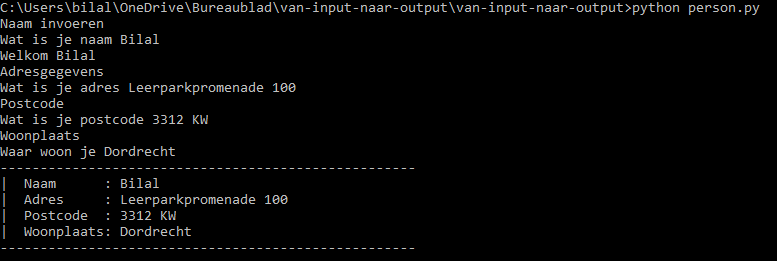 C:\Users\bilal\OneDrive\Bureaublad\van-input-naar-output\van-input-naar-output>python person.py
Naam invoeren
Wat is je naam Bilal
Welkom Bilal
Adresgegevens
Wat is je adres Leerparkpromenade 100
Postcode
Wat is je postcode 3312 KW
Woonplaats
Waar woon je Dordrecht
----------------------------------------------------
|  Naam      : Bilal
|  Adres     : Leerparkpromenade 100
|  Postcode  : 3312 KW
|  Woonplaats: Dordrecht
----------------------------------------------------